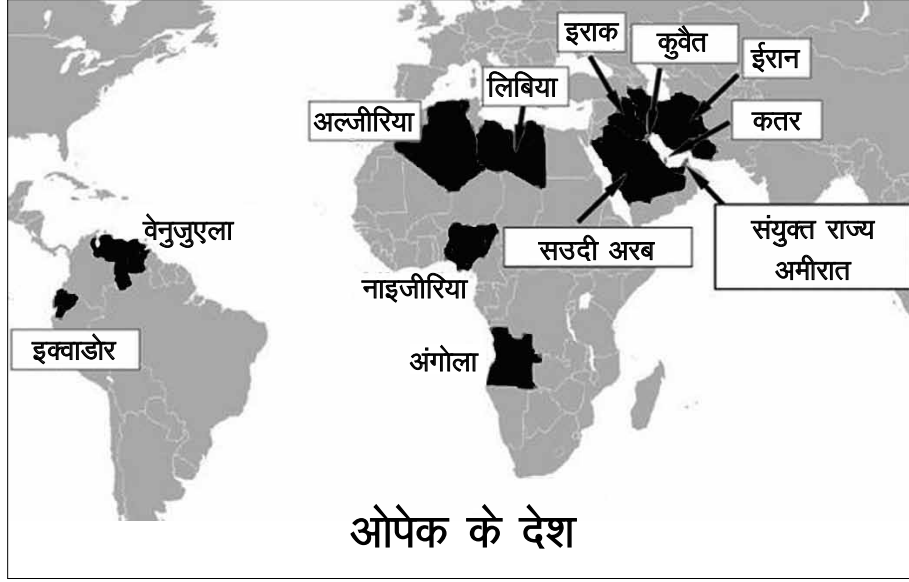 इराक
कुवैत
ईरान
लिबिया
अल्जीरिया
कतर
वेनुजुएला
सउदी अरब
संयुक्त राज्य
अमीरात
नाइजीरिया
इक्वाडोर
अंगोला
ओपेक के देश